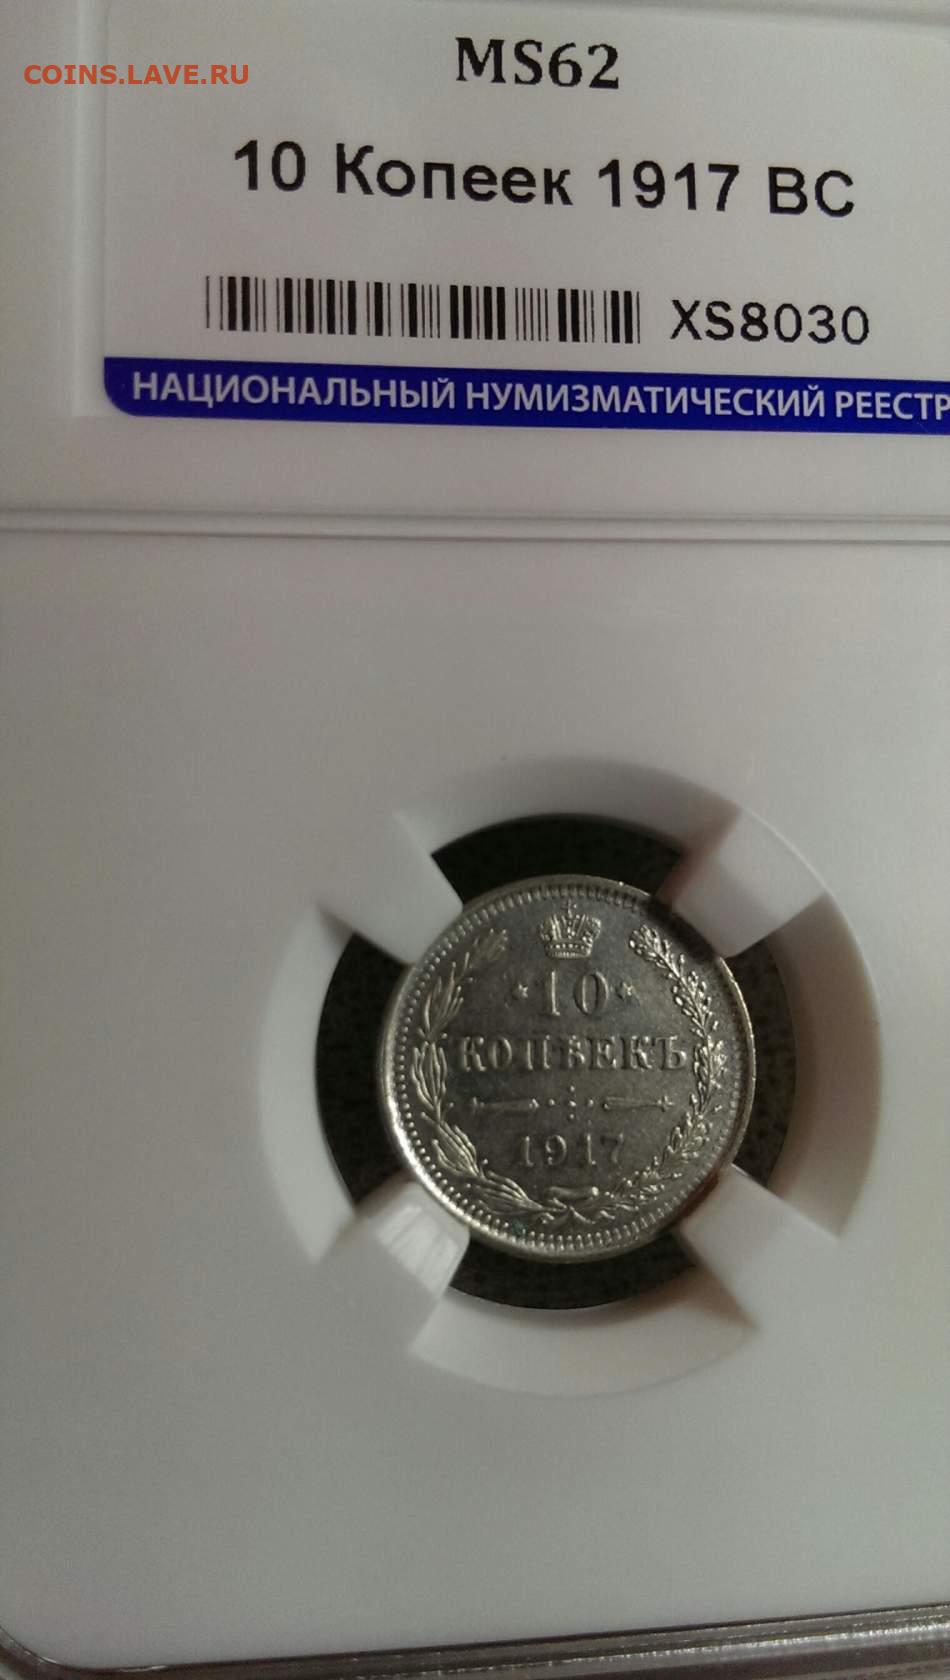 MS62
COINS.LAVE.RU
10 Копеек 1917 ВС
XS8030
НАЦИОНАЛЬНЫЙ НУМИЗМАТИЧЕСКИЙ РЕЕСТР
10
КОПѢЕКЪ
1917